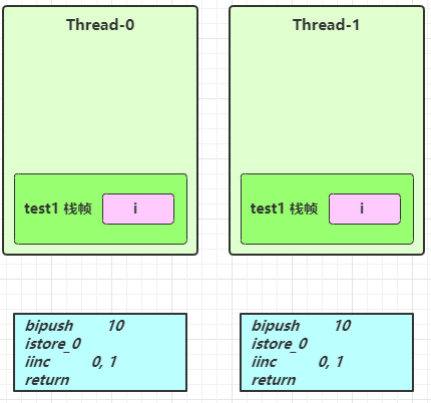 Thread-0
Thread-1
test1 栈帧
i
test1 栈帧
i
bipush 10
istore_0
iinc 0, 1
return
bipush 10
istore_0
iinc 0, 1
return